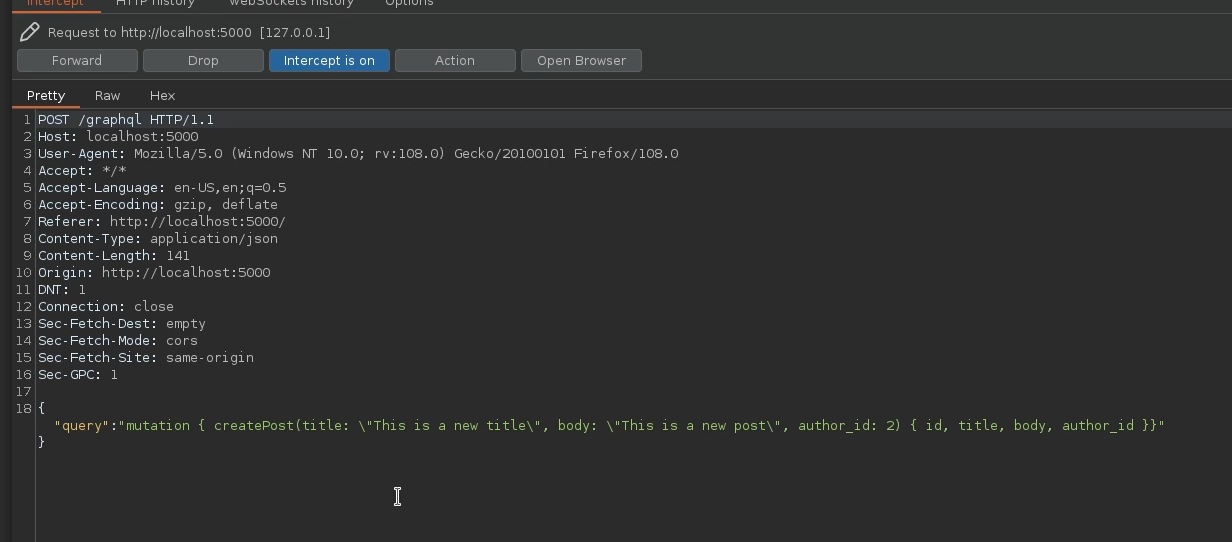 Intercept HTTP history WebSockets history Options
Request to http://localhost:5000 [127.0.0.1]
Forward Drop Intercept is on Action Open Browser
Pretty Raw Hex
1 POST /graphql HTTP/1.1
2 Host: localhost:5000
3 User-Agent: Mozilla/5.0 (Windows NT 10.0; rv:108.0) Gecko/20100101 Firefox/108.0
4 Accept: */*
5 Accept-Language: en-US,en;q=0.5
6 Accept-Encoding: gzip, deflate
7 Referer: http://localhost:5000/
8 Content-Type: application/json
9 Content-Length: 141
10 Origin: http://localhost:5000
11 DNT: 1
12 Connection: close
13 Sec-Fetch-Dest: empty
14 Sec-Fetch-Mode: cors
15 Sec-Fetch-Site: same-origin
16 Sec-GPC: 1
17
18 {
"query":"mutation { createPost(title: \"This is a new title\", body: \"This is a new post\", author_id: 2) { id, title, body, author_id }}"
}